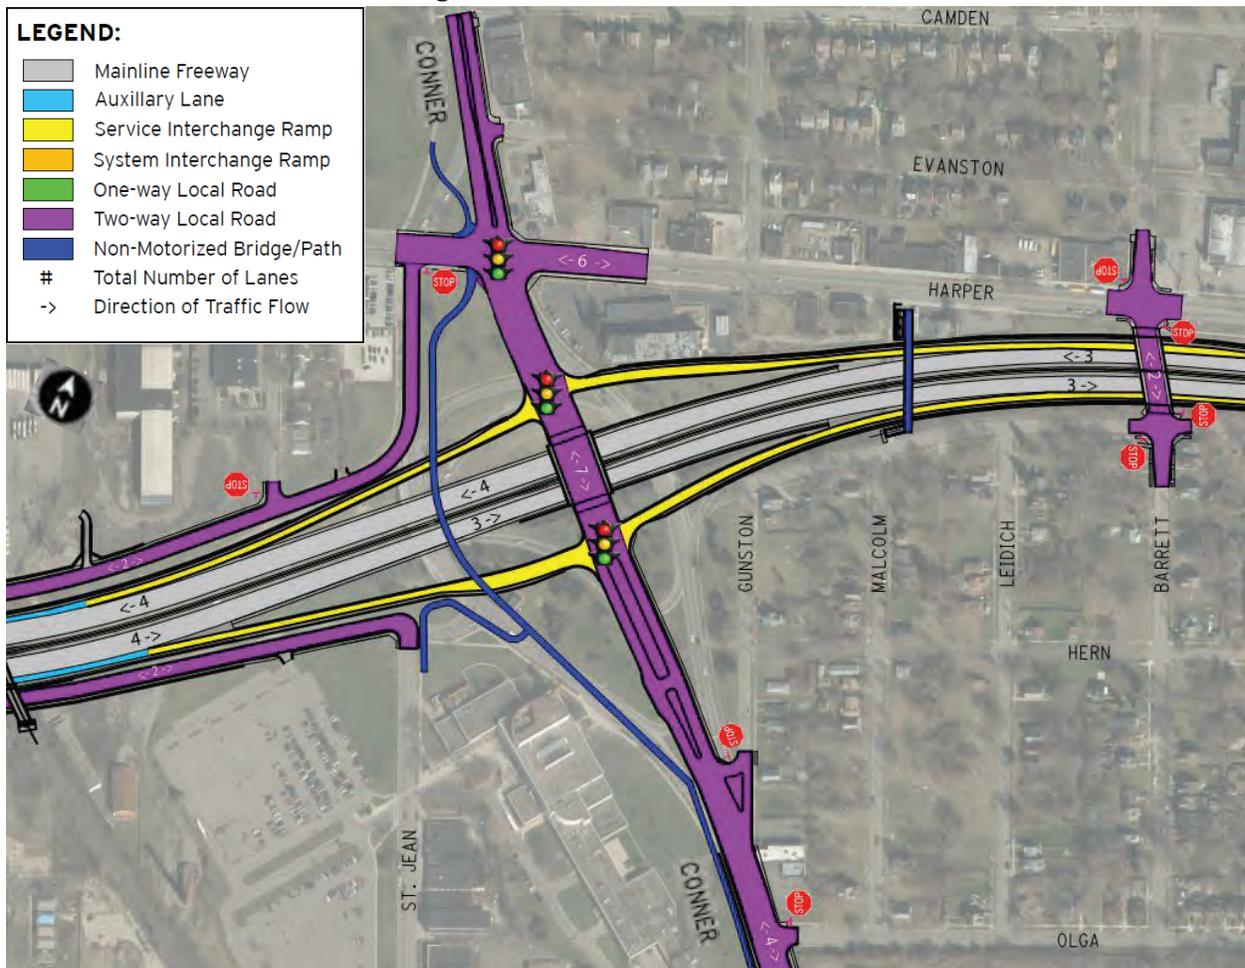 LEGEND:
Mainline Freeway
Auxillary Lane
Service Interchange Ramp
System Interchange Ramp
One-way Local Road
Two-way Local Road
Non-Motorized Bridge/Path
# Total Number of Lanes
-> Direction of Traffic Flow
CAMDEN
CONNER
EVANSTON
<- 6 ->
STOP
HARPER
STOP
STOP
<- 3
3 ->
<- 2 ->
STOP
STOP
N
<- 7 ->
<- 4
3 ->
STOP
<- 2 ->
<- 4
4 ->
<- 2 ->
GUNSTON
MALCOLM
LEIDICH
BARRETT
HERN
STOP
ST. JEAN
CONNER
STOP
<- 4 ->
OLGA